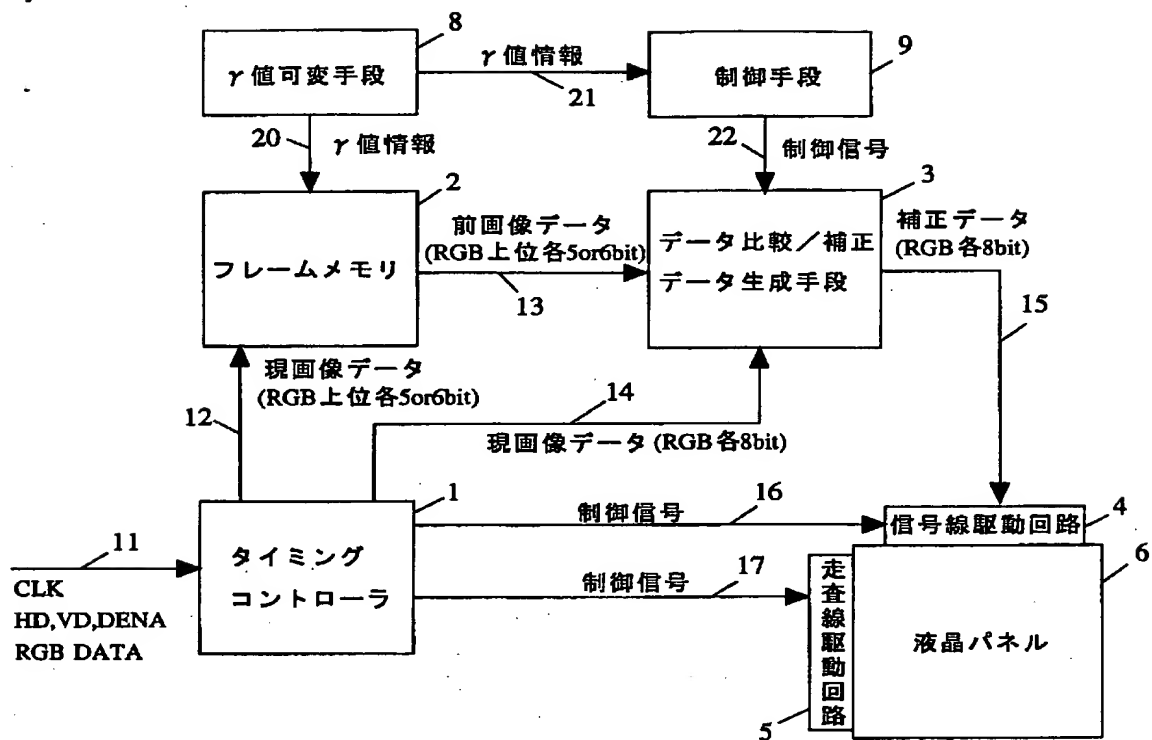 8
γ値可変手段
γ値情報
21
制御手段
9
20
γ値情報
22
制御信号
2
フレームメモリ
前画像データ
(RGB上位各5or6bit)
13
3
データ比較/補正
データ生成手段
補正データ
(RGB各8bit)
15
現画像データ
(RGB上位各5or6bit)
12
14
現画像データ(RGB各8bit)
1
タイミング
コントローラ
11
CLK
HD,VD,DENA
RGB DATA
制御信号
16
制御信号
17
信号線駆動回路
4
走査線駆動回路
5
液晶パネル
6